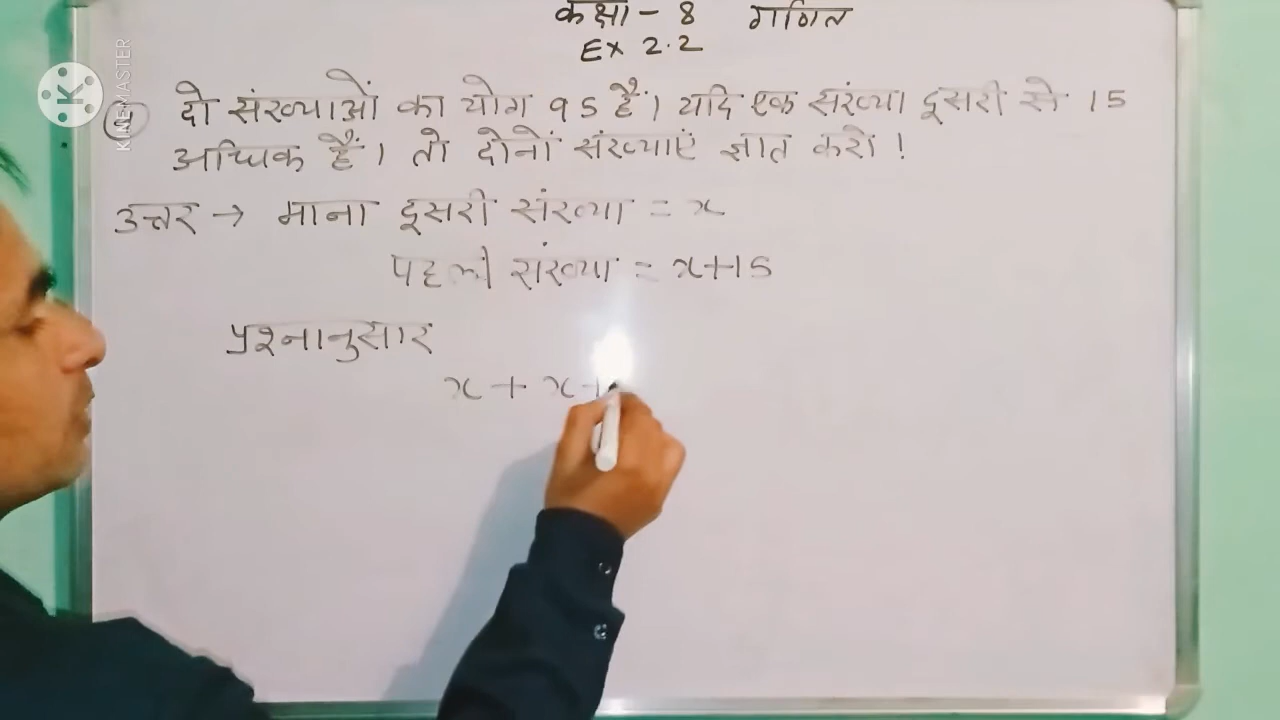 कक्षा - 8 गणित
Ex 2.2
दो संख्याओं का योग 95 हैं। यदि एक संख्या दूसरी से 15
अधिक हैं। तो दोनों संख्याएं ज्ञात करो!
उत्तर → माना दूसरी संख्या = x
पहली संख्या = x+15
प्रश्नानुसार
x + x+
K
KINEMASTER